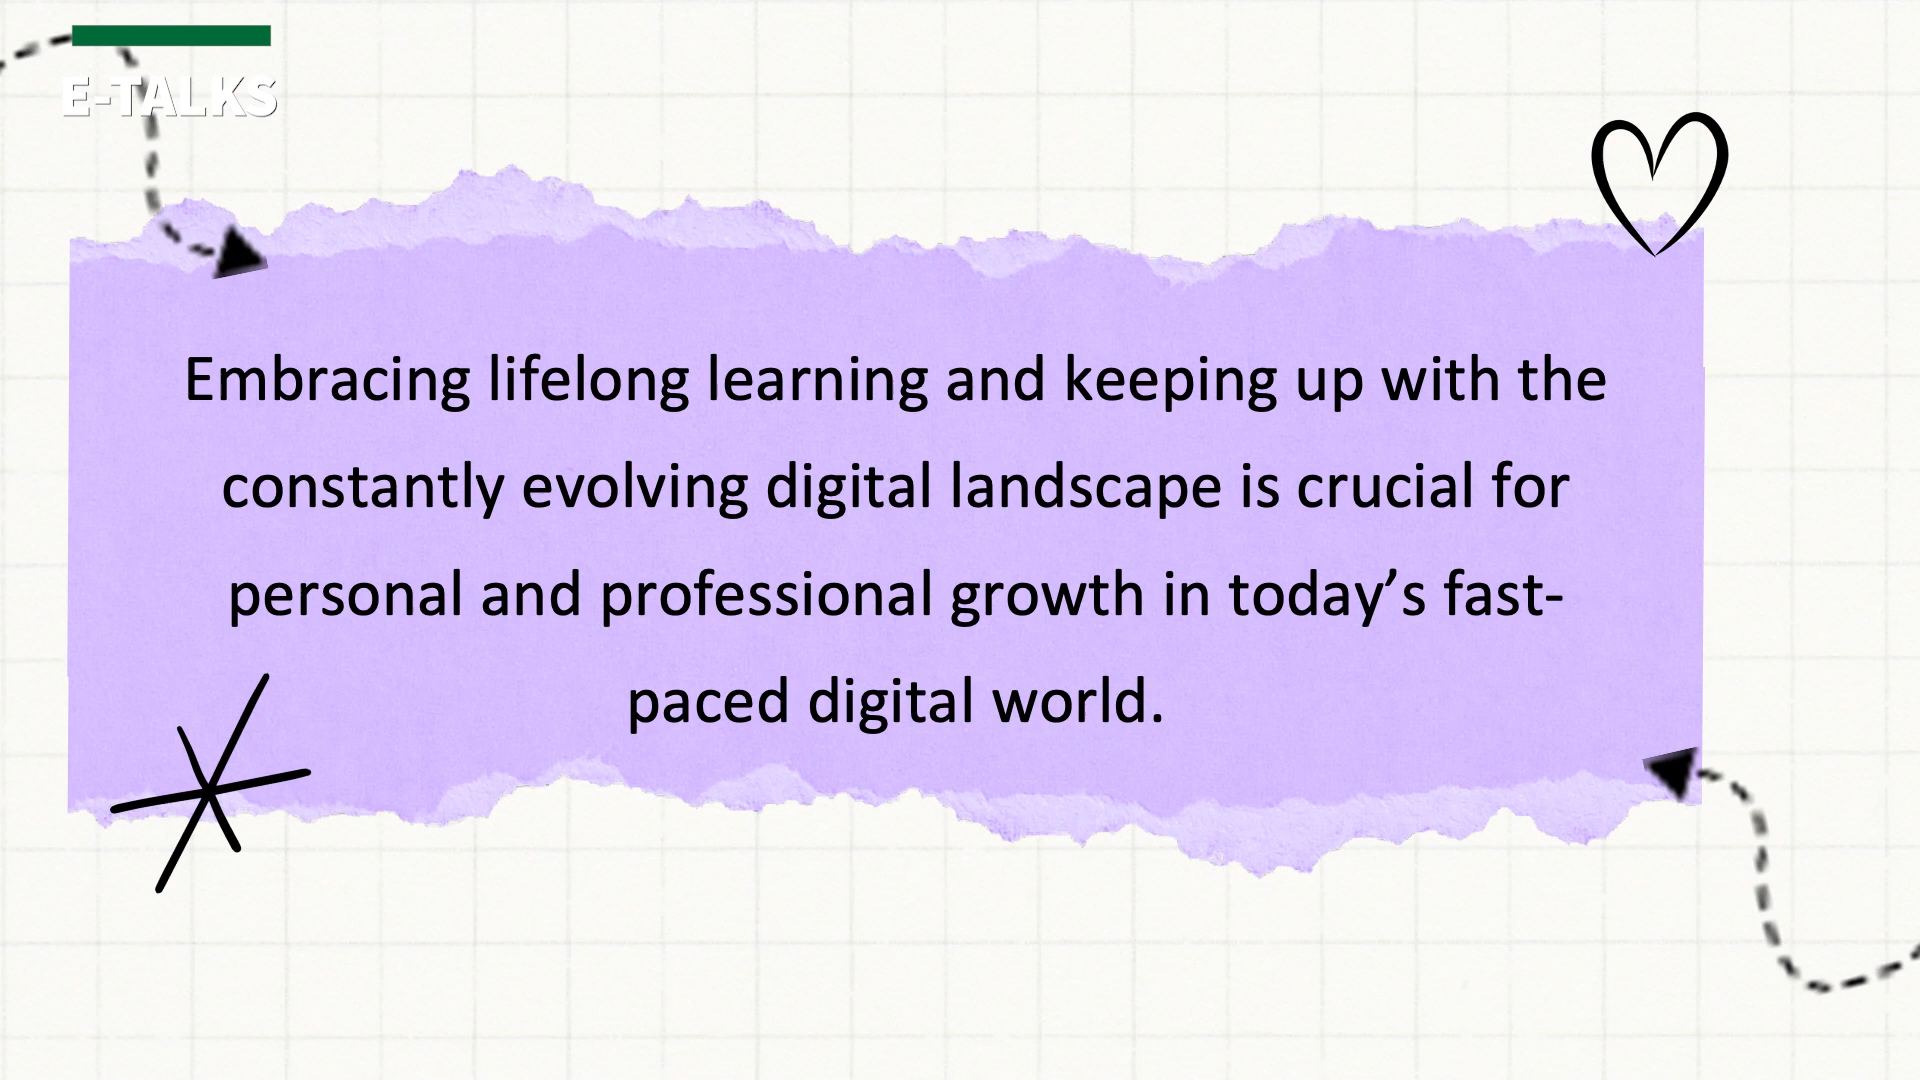 E-TALKS
Embracing lifelong learning and keeping up with the
constantly evolving digital landscape is crucial for
personal and professional growth in today’s fast-
paced digital world.